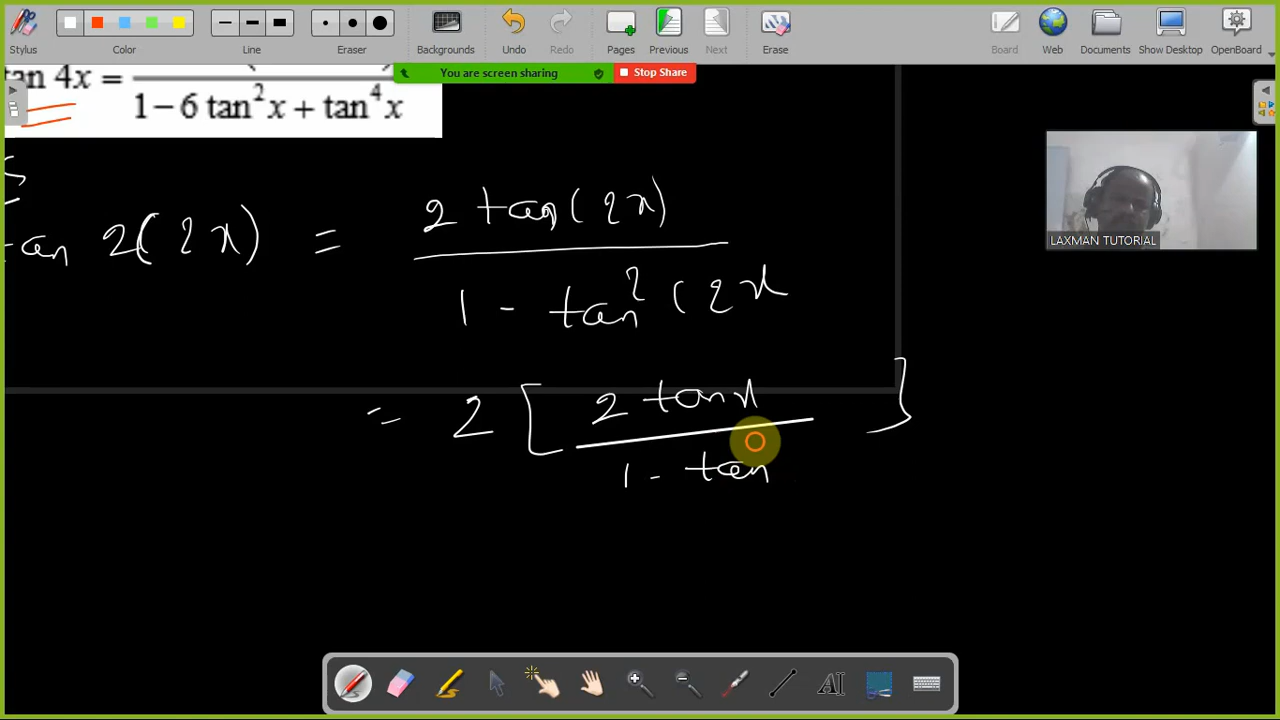 Stylus Color Line Eraser Backgrounds Undo Redo Pages Previous Next Erase Board Web Documents Show Desktop OpenBoard
You are screen sharing Stop Share
tan 4x =
1 − 6 tan²x + tan⁴x
2 tan(2x)
tan 2(2x) =
1 - tan² (2x
LAXMAN TUTORIAL
2 tan x
= 2 [ ]
1 - tan
AI